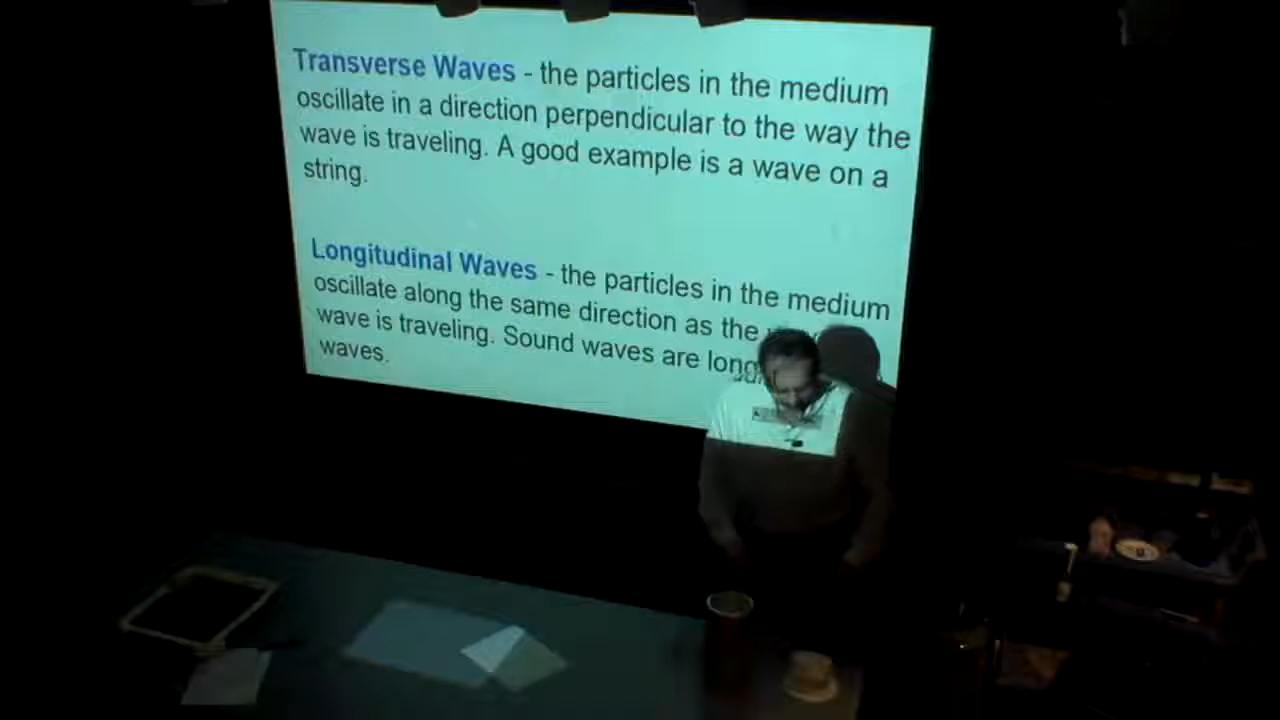 Transverse Waves - the particles in the medium
oscillate in a direction perpendicular to the way the
wave is traveling. A good example is a wave on a
string.
Longitudinal Waves - the particles in the medium
oscillate along the same direction as the
wave is traveling. Sound waves are
waves.